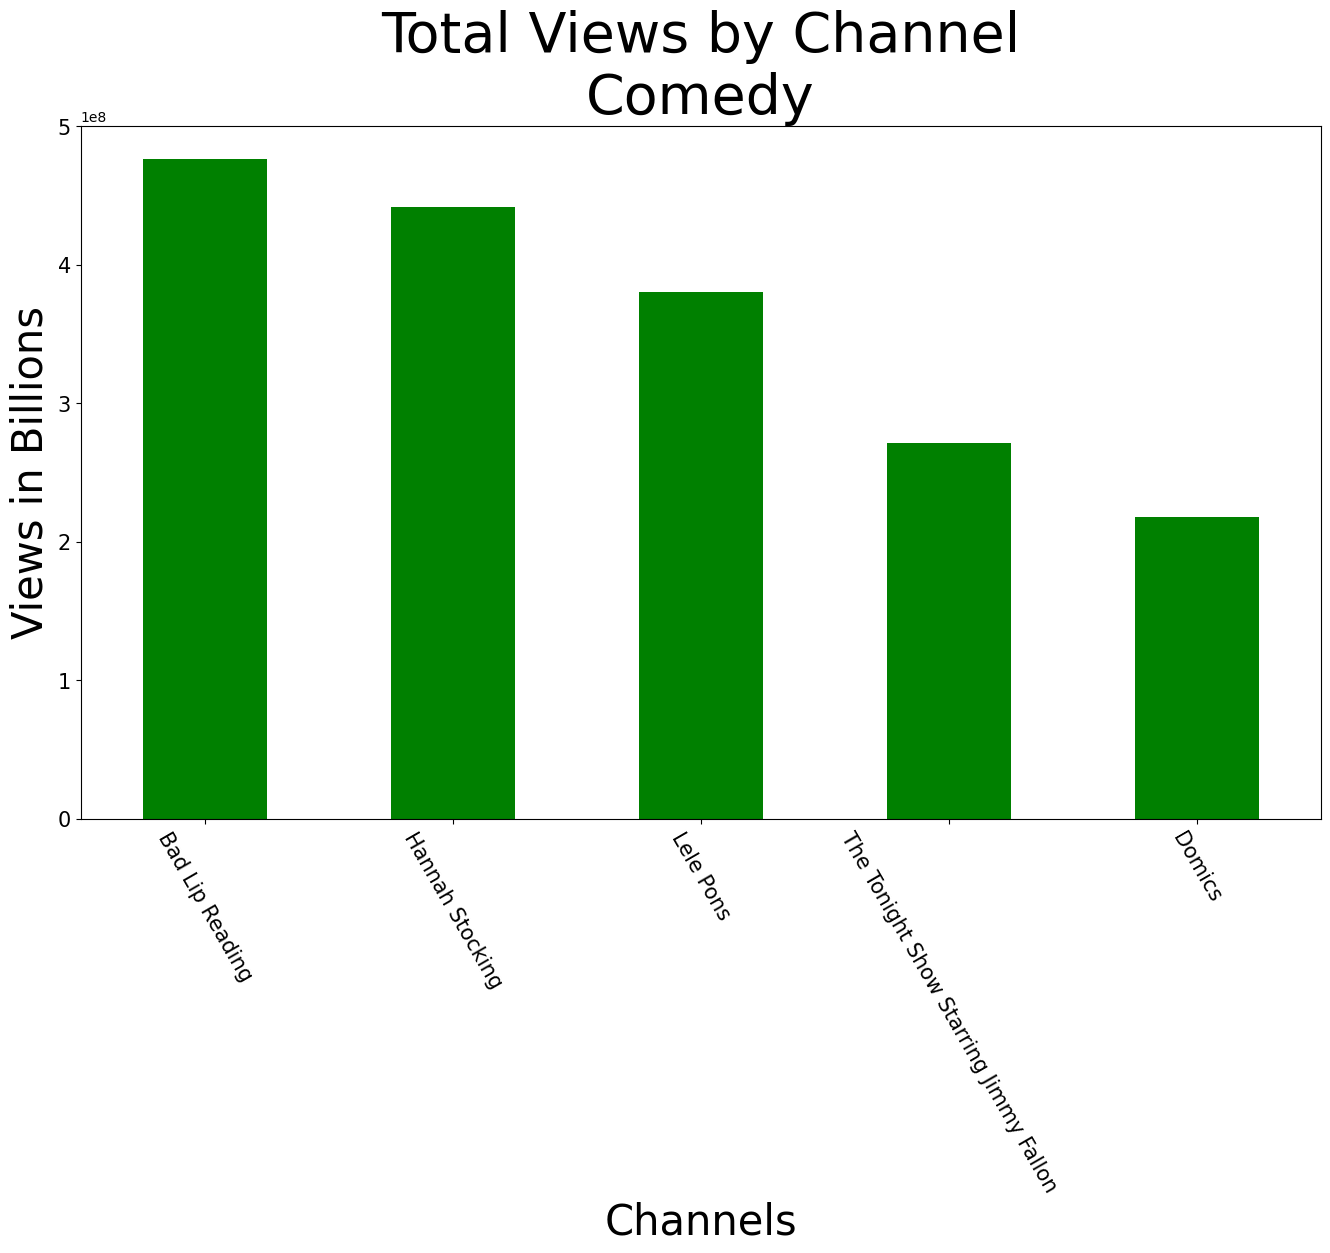 Total Views by Channel
Comedy
1e8
5
4
3
2
1
0
Views in Billions
Bad Lip Reading
Hannah Stocking
Lele Pons
The Tonight Show Starring Jimmy Fallon
Domics
Channels